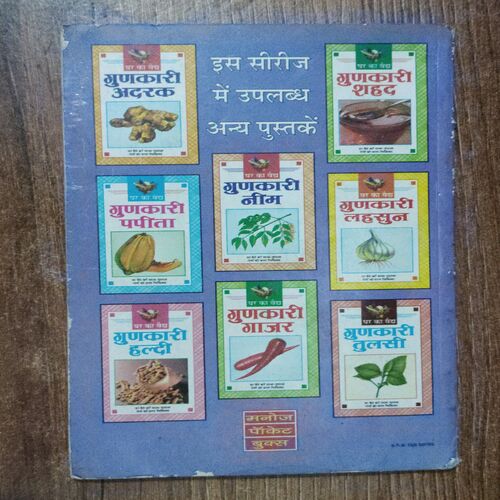 इस सीरीज
में उपलब्ध
अन्य पुस्तकें
घर का वैद्य
गुणकारी
अदरक
घर का वैद्य
गुणकारी
शहद
घर का वैद्य
गुणकारी
पपीता
घर का वैद्य
गुणकारी
नीम
घर का वैद्य
गुणकारी
लहसुन
घर का वैद्य
गुणकारी
हल्दी
घर का वैद्य
गुणकारी
गाजर
घर का वैद्य
गुणकारी
तुलसी
मनोज
पॉकेट
बुक्स